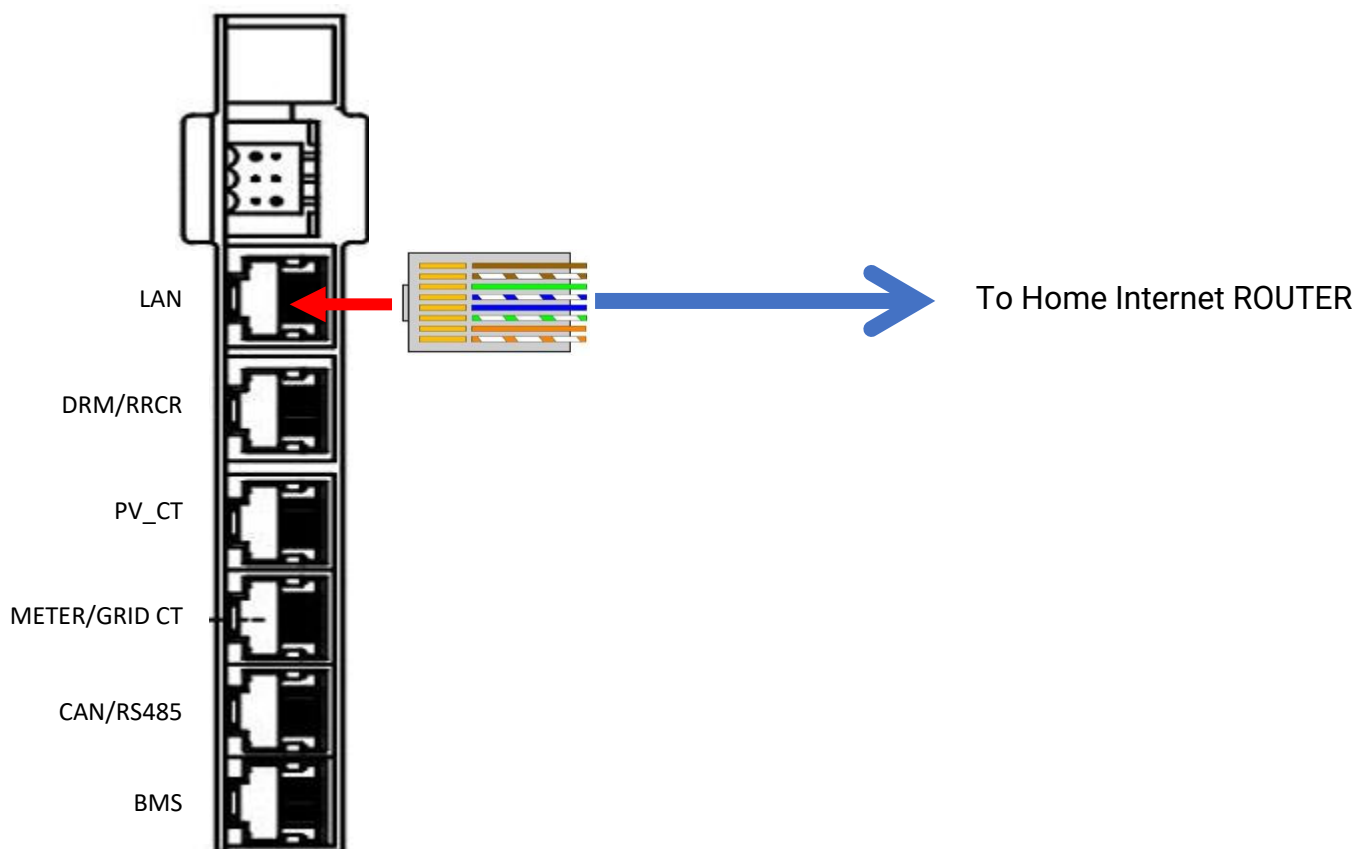 LAN
To Home Internet ROUTER
DRM/RRCR
PV_CT
METER/GRID CT
CAN/RS485
BMS